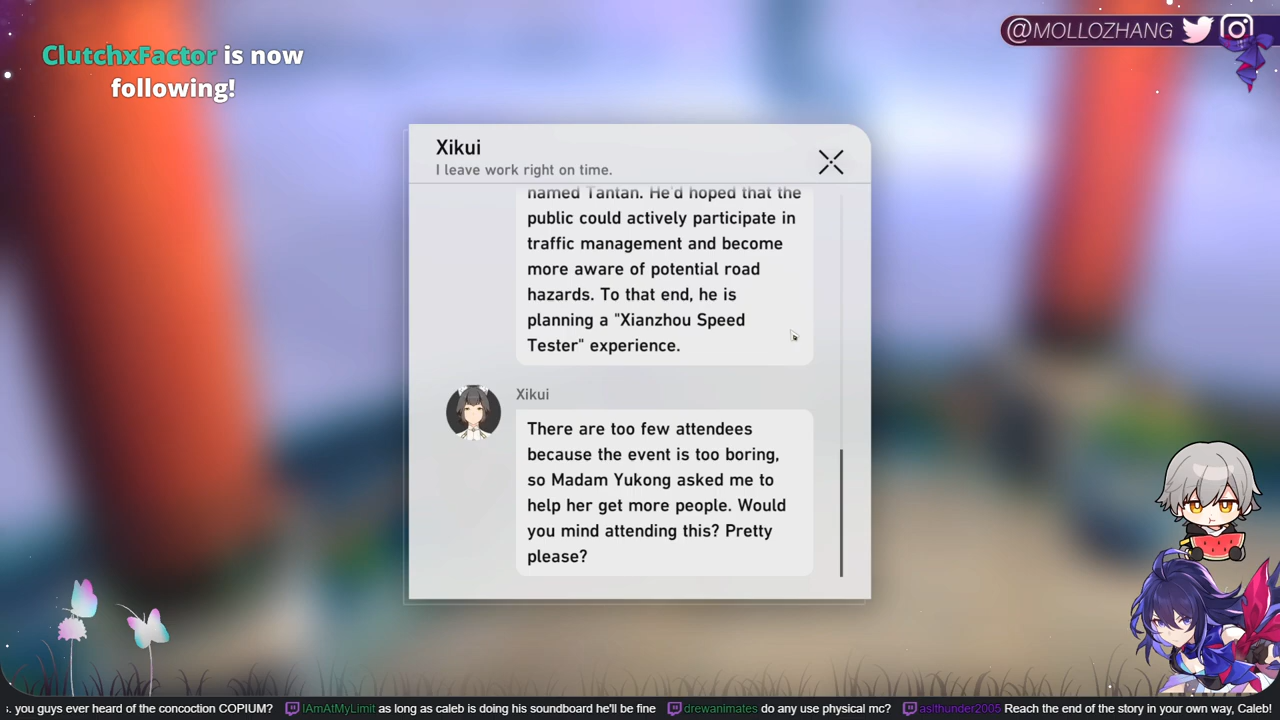 ClutchxFactor is now
following!
@MOLLOZHANG
Xikui
I leave work right on time.
named Tantan. He'd hoped that the
public could actively participate in
traffic management and become
more aware of potential road
hazards. To that end, he is
planning a "Xianzhou Speed
Tester" experience.
Xikui
There are too few attendees
because the event is too boring,
so Madam Yukong asked me to
help her get more people. Would
you mind attending this? Pretty
please?
. you guys ever heard of the concoction COPIUM? IAmAtMyLimit as long as caleb is doing his soundboard he'll be fine drewanimates do any use physical mc? aslthunder2005 Reach the end of the story in your own way, Caleb!